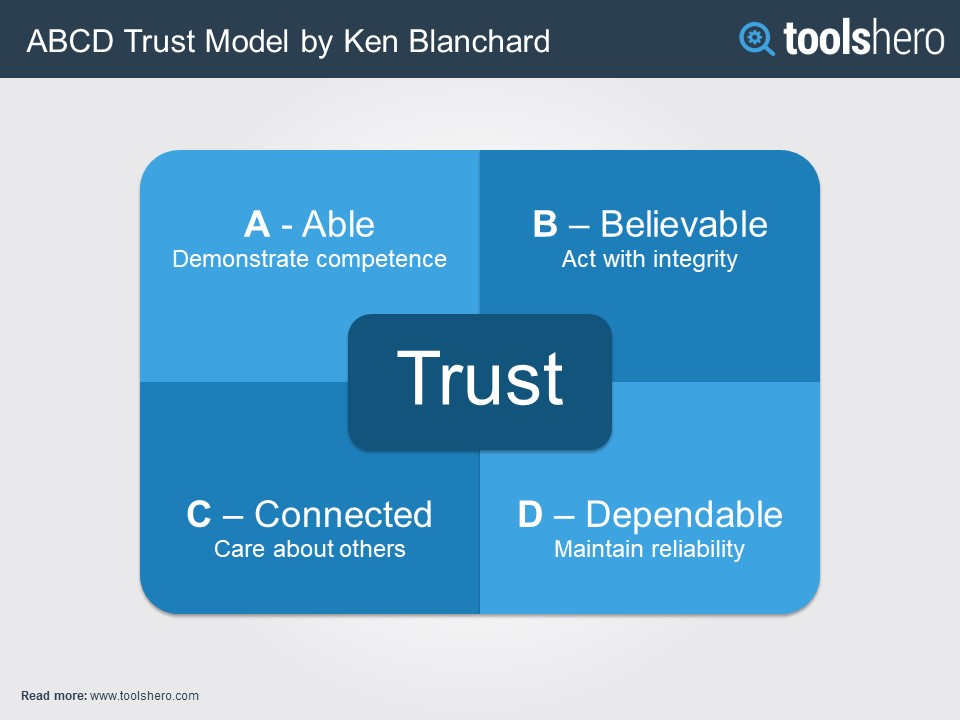 ABCD Trust Model by Ken Blanchard
toolshero
A - Able
Demonstrate competence
B – Believable
Act with integrity
Trust
C – Connected
Care about others
D – Dependable
Maintain reliability
Read more: www.toolshero.com